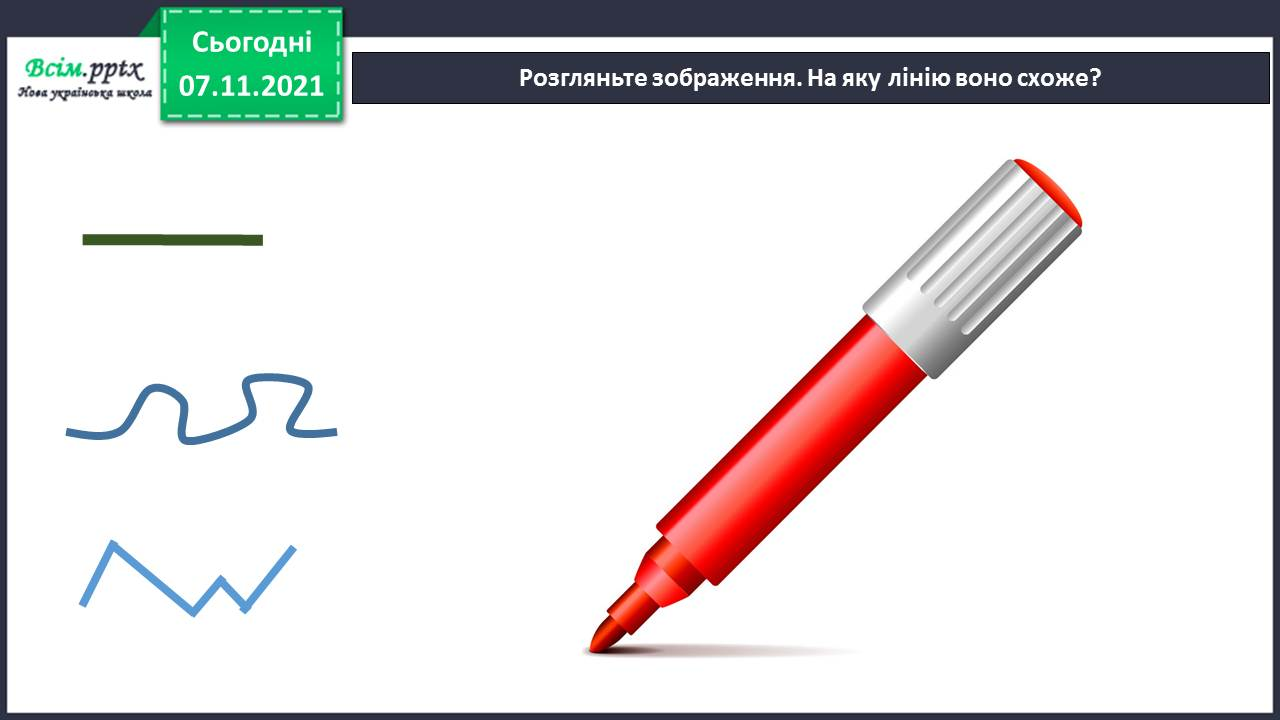 Сьогодні
07.11.2021
Всім.pptx
Нова українська школа
Розгляньте зображення. На яку лінію воно схоже?